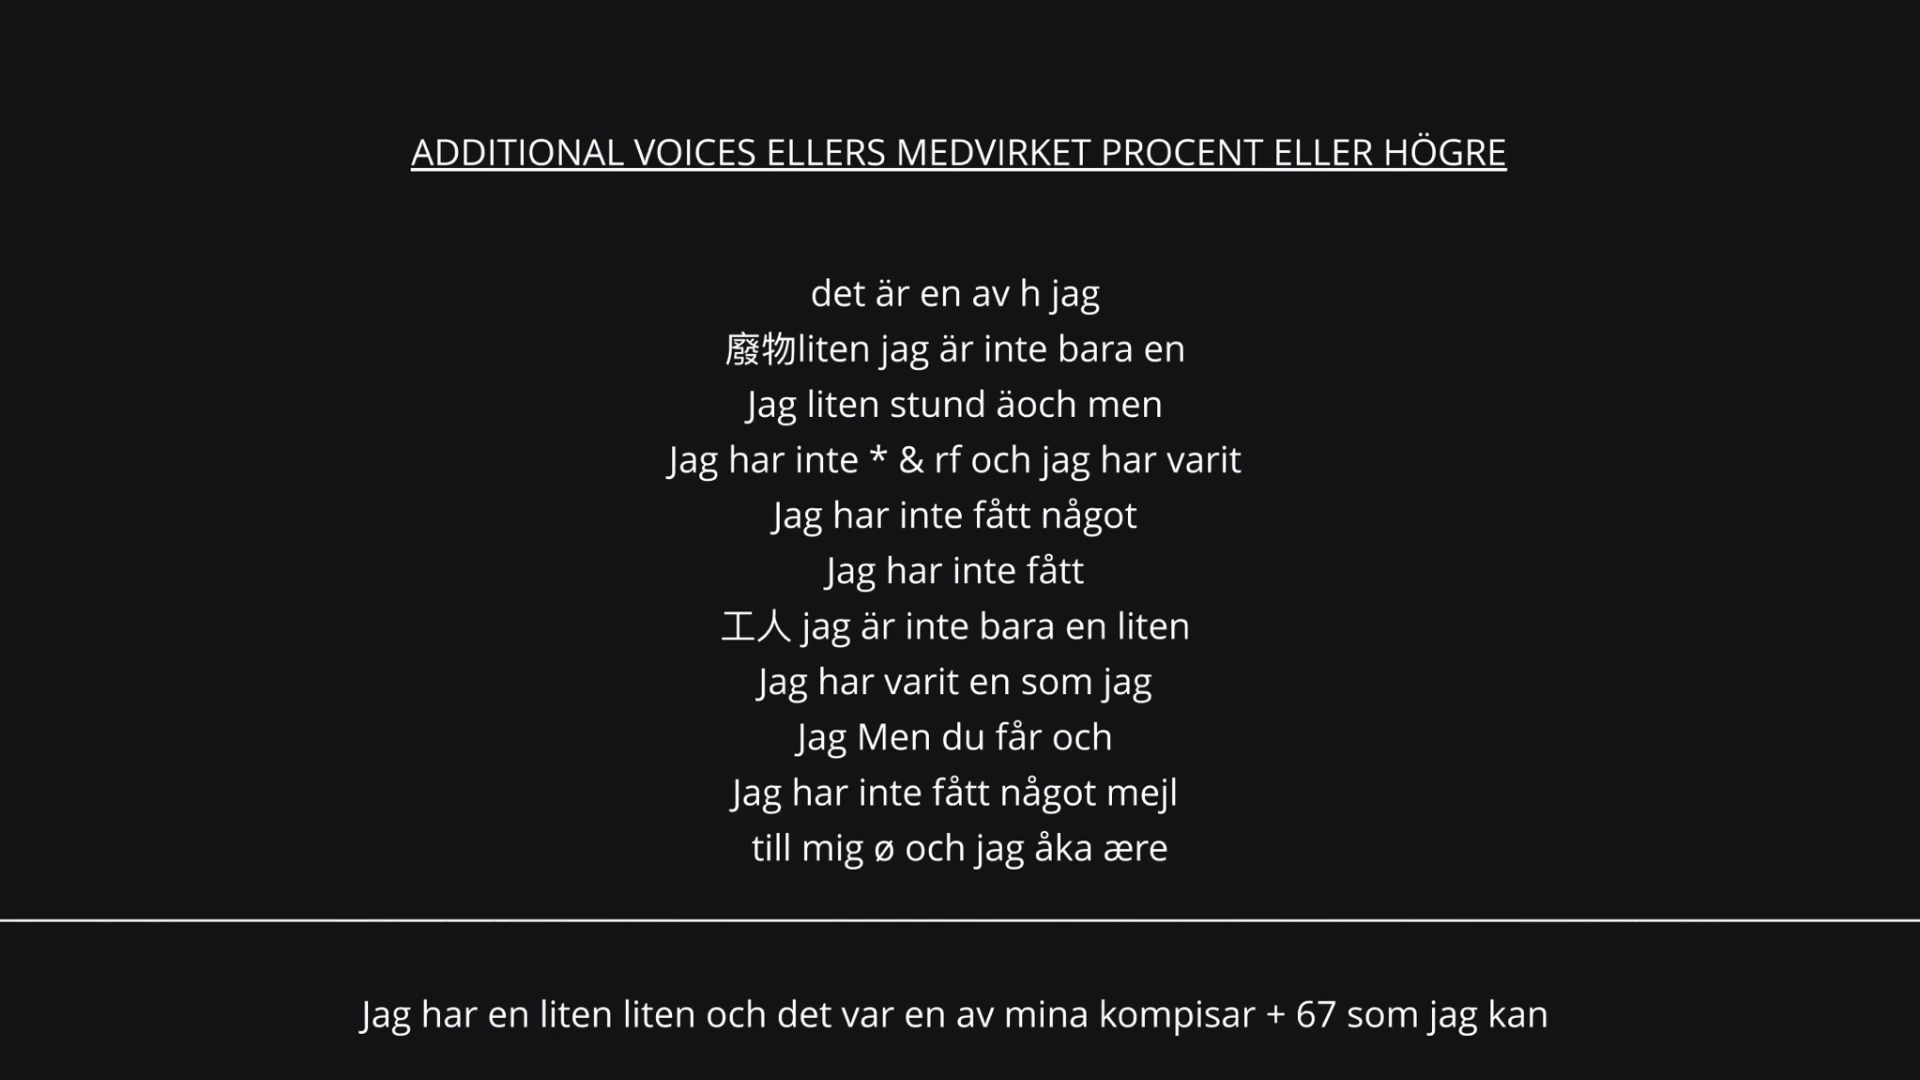 ADDITIONAL VOICES ELLERS MEDVIRKET PROCENT ELLER HÖGRE
det är en av h jag
廢物liten jag är inte bara en
Jag liten stund äoch men
Jag har inte * & rf och jag har varit
Jag har inte fått något
Jag har inte fått
工人 jag är inte bara en liten
Jag har varit en som jag
Jag Men du får och
Jag har inte fått något mejl
till mig ø och jag åka ære
Jag har en liten liten och det var en av mina kompisar + 67 som jag kan